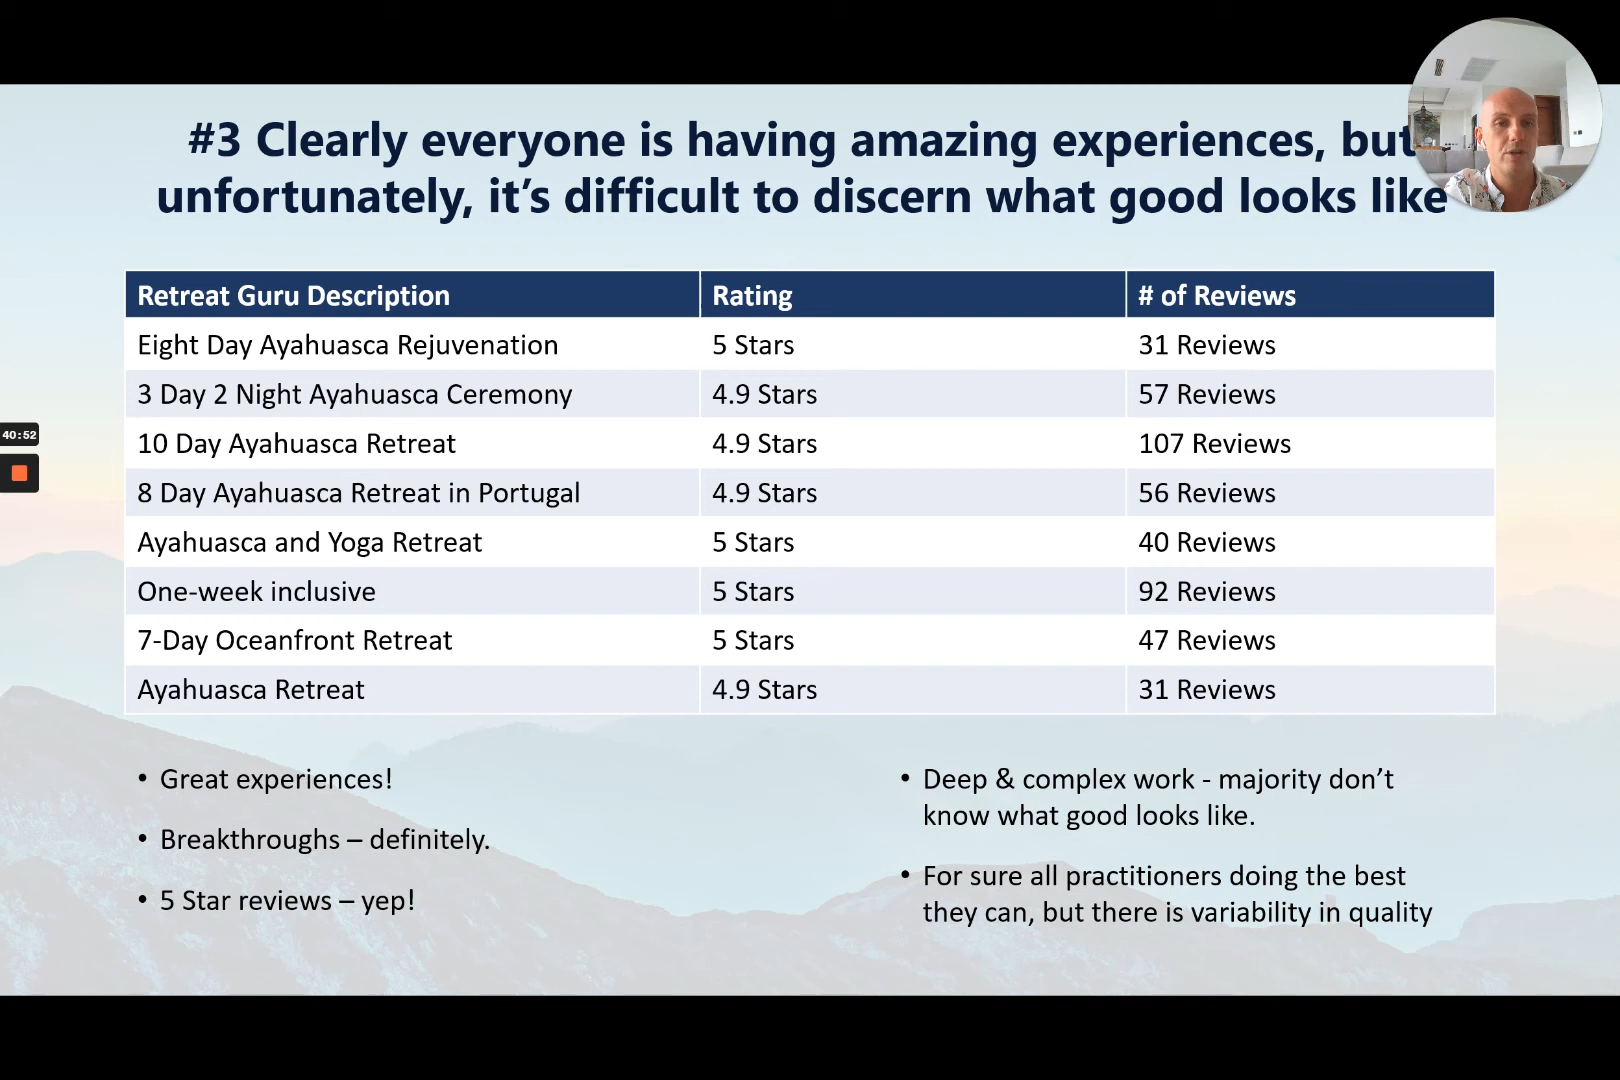 #3 Clearly everyone is having amazing experiences, but
unfortunately, it’s difficult to discern what good looks like
Retreat Guru Description Rating # of Reviews
Eight Day Ayahuasca Rejuvenation 5 Stars 31 Reviews
3 Day 2 Night Ayahuasca Ceremony 4.9 Stars 57 Reviews
10 Day Ayahuasca Retreat 4.9 Stars 107 Reviews
8 Day Ayahuasca Retreat in Portugal 4.9 Stars 56 Reviews
Ayahuasca and Yoga Retreat 5 Stars 40 Reviews
One-week inclusive 5 Stars 92 Reviews
7-Day Oceanfront Retreat 5 Stars 47 Reviews
Ayahuasca Retreat 4.9 Stars 31 Reviews
40:52
• Great experiences!
• Breakthroughs – definitely.
• 5 Star reviews – yep!
• Deep & complex work - majority don’t
know what good looks like.
• For sure all practitioners doing the best
they can, but there is variability in quality